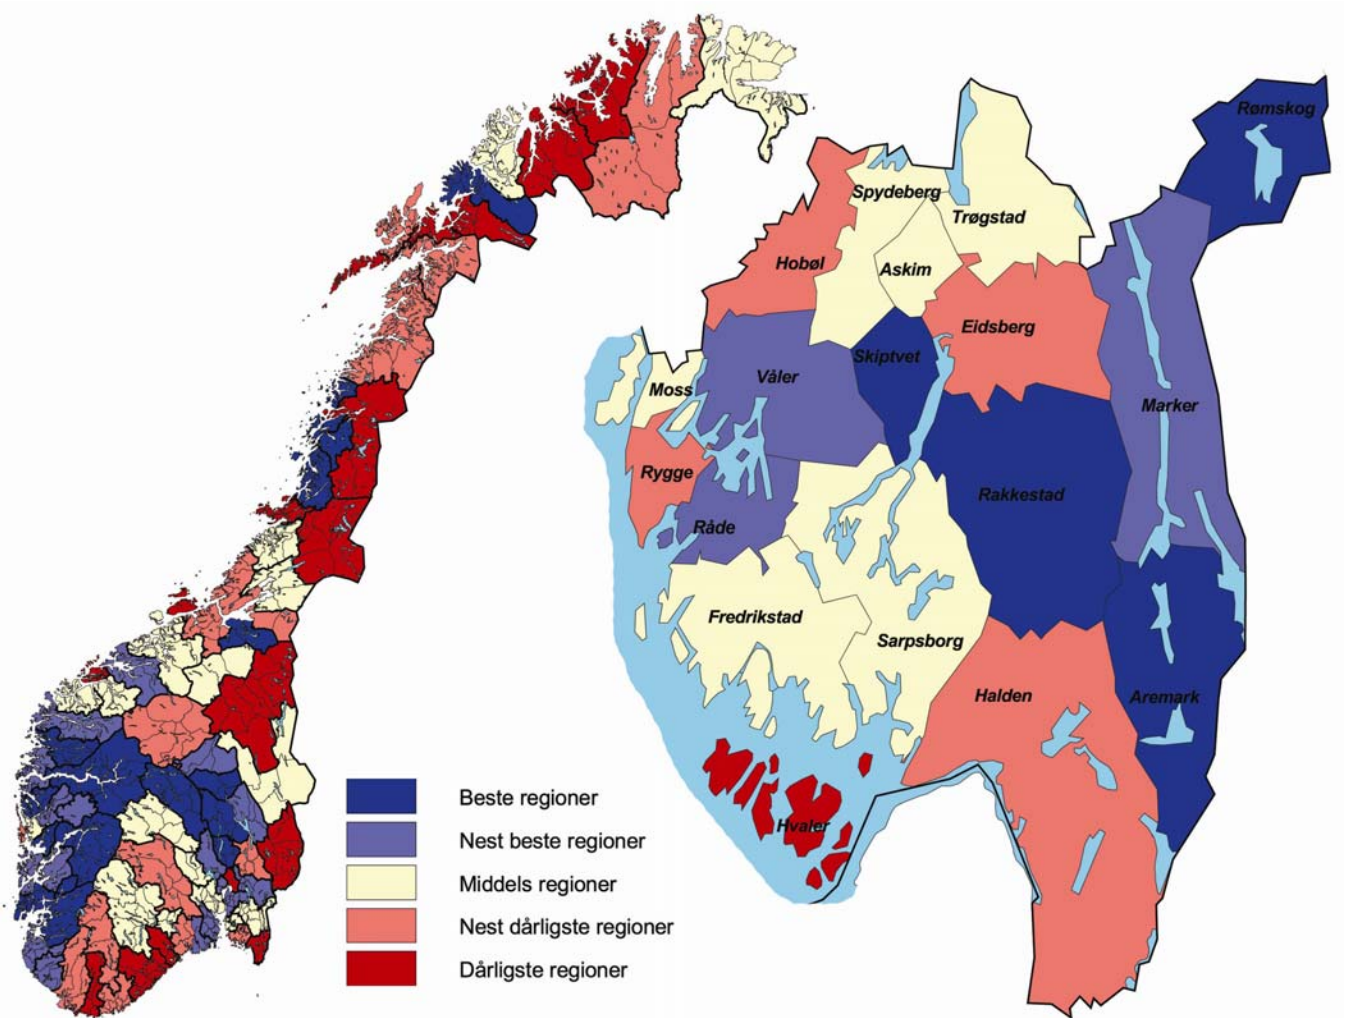 Rømskog
Spydeberg
Trøgstad
Hobøl
Askim
Eidsberg
Skiptvet
Våler
Moss
Marker
Rygge
Rakkestad
Råde
Fredrikstad
Sarpsborg
Halden
Aremark
Hvaler
Beste regioner
Nest beste regioner
Middels regioner
Nest dårligste regioner
Dårligste regioner